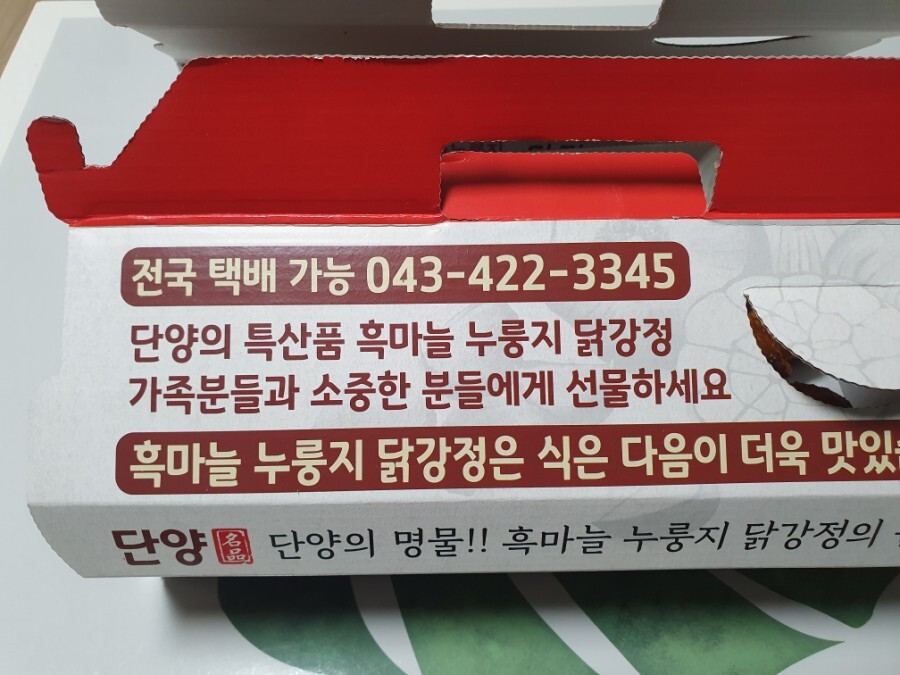 전국 택배 가능 043-422-3345
단양의 특산품 흑마늘 누룽지 닭강정
가족분들과 소중한 분들에게 선물하세요
흑마늘 누룽지 닭강정은 식은 다음이 더욱
단양 名品 단양의 명물!! 흑마늘 누룽지 닭강정의